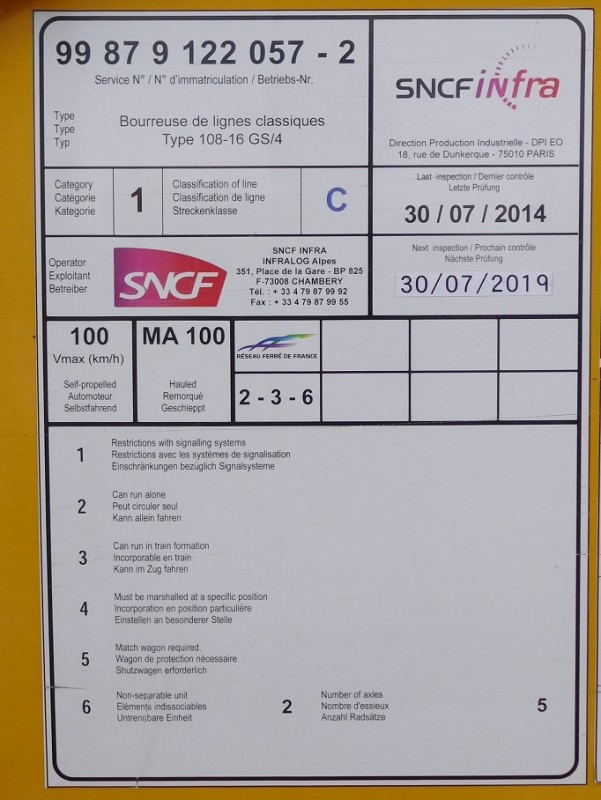 99 87 9 122 057 - 2
Service N° / N° d'immatriculation / Betriebs-Nr.
SNCF infra
Type
Type
Typ
Bourreuse de lignes classiques
Type 108-16 GS/4
Direction Production Industrielle - DPI EO
18, rue de Dunkerque - 75010 PARIS
Category
Catégorie
Kategorie
1
Classification of line
Classification de ligne
Streckenklasse
C
Last inspection / Dernier contrôle
Letzte Prüfung
30 / 07 / 2014
Operator
Exploitant
Betreiber
SNCF
SNCF INFRA
INFRALOG Alpes
351, Place de la Gare - BP 825
F-73008 CHAMBERY
Tél. : + 33 4 79 87 99 92
Fax : + 33 4 79 87 99 55
Next inspection / Prochain contrôle
Nächste Prüfung
30/07/2019
100
Vmax (km/h)
Self-propelled
Automoteur
Selbstfahrend
MA 100
Hauled
Remorqué
Geschleppt
RÉSEAU FERRÉ DE FRANCE
2 - 3 - 6
1
Restrictions with signalling systems
Restrictions avec les systèmes de signalisation
Einschränkungen bezüglich Signalsysteme
2
Can run alone
Peut circuler seul
Kann allein fahren
3
Can run in train formation
Incorporable en train
Kann im Zug fahren
4
Must be marshalled at a specific position
Incorporation en position particulière
Einstellen an besonderer Stelle
5
Match wagon required.
Wagon de protection nécessaire
Shutzwagen erforderlich
6
Non-separable unit
Eléments indissociables
Untrennbare Einheit
2
Number of axles
Nombre d'essieux
Anzahl Radsätze
5